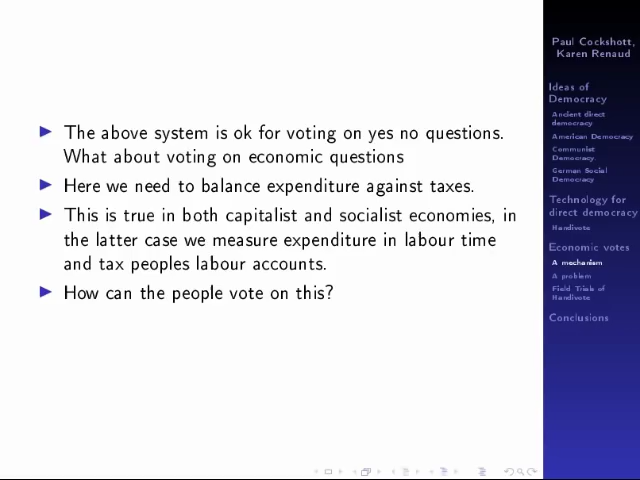 The above system is ok for voting on yes no questions.
What about voting on economic questions
Here we need to balance expenditure against taxes.
This is true in both capitalist and socialist economies, in
the latter case we measure expenditure in labour time
and tax peoples labour accounts.
How can the people vote on this?
Paul Cockshott,
Karen Renaud
Ideas of
Democracy
Ancient direct
democracy
American Democracy
Communist
Democracy
German Social
Democracy
Technology for
direct democracy
Handivote
Economic votes
A mechanism
A problem
Field Trials of
Handivote
Conclusions